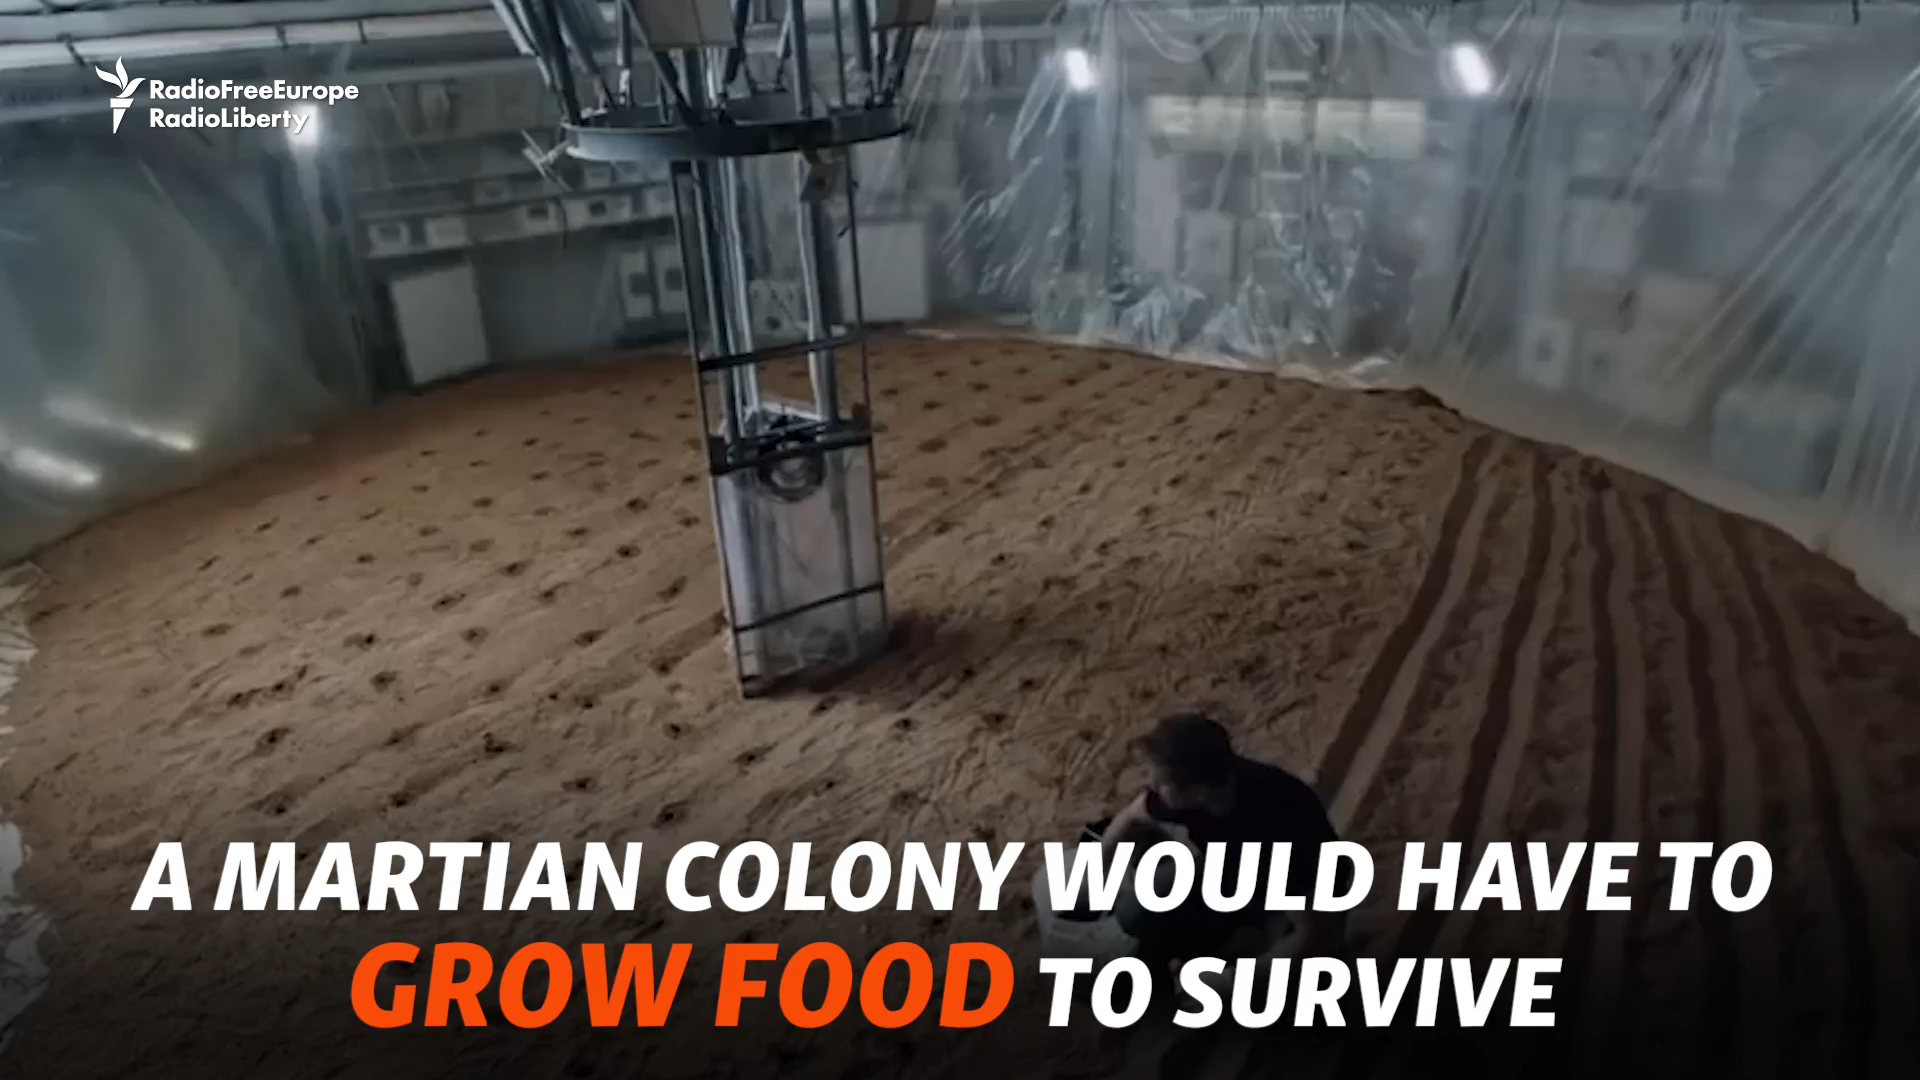 RadioFreeEurope
RadioLiberty
A MARTIAN COLONY WOULD HAVE TO
GROW FOOD TO SURVIVE